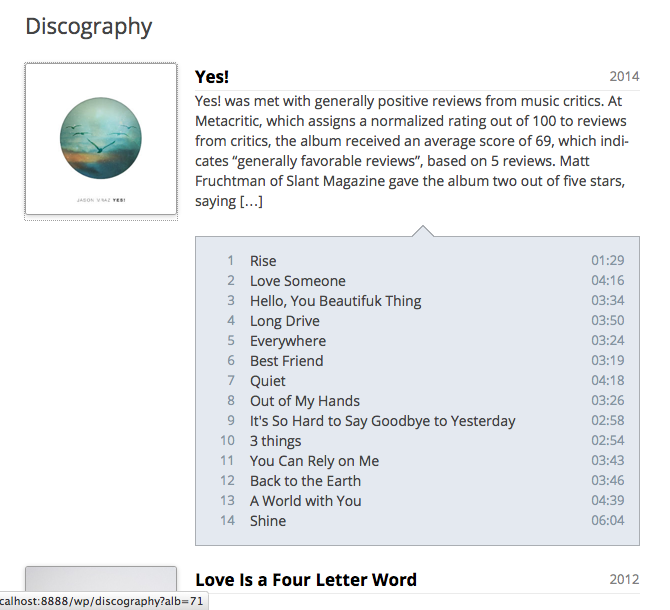 Discography
Yes! 2014
Yes! was met with generally positive reviews from music critics. At
Metacritic, which assigns a normalized rating out of 100 to reviews
from critics, the album received an average score of 69, which indi-
cates “generally favorable reviews”, based on 5 reviews. Matt
Fruchtman of Slant Magazine gave the album two out of five stars,
saying […]
JASON MRAZ YES!
1 Rise 01:29
2 Love Someone 04:16
3 Hello, You Beautifuk Thing 03:34
4 Long Drive 03:50
5 Everywhere 03:24
6 Best Friend 03:19
7 Quiet 04:18
8 Out of My Hands 03:26
9 It's So Hard to Say Goodbye to Yesterday 02:58
10 3 things 02:54
11 You Can Rely on Me 03:43
12 Back to the Earth 03:46
13 A World with You 04:39
14 Shine 06:04
Love Is a Four Letter Word 2012
calhost:8888/wp/discography?alb=71